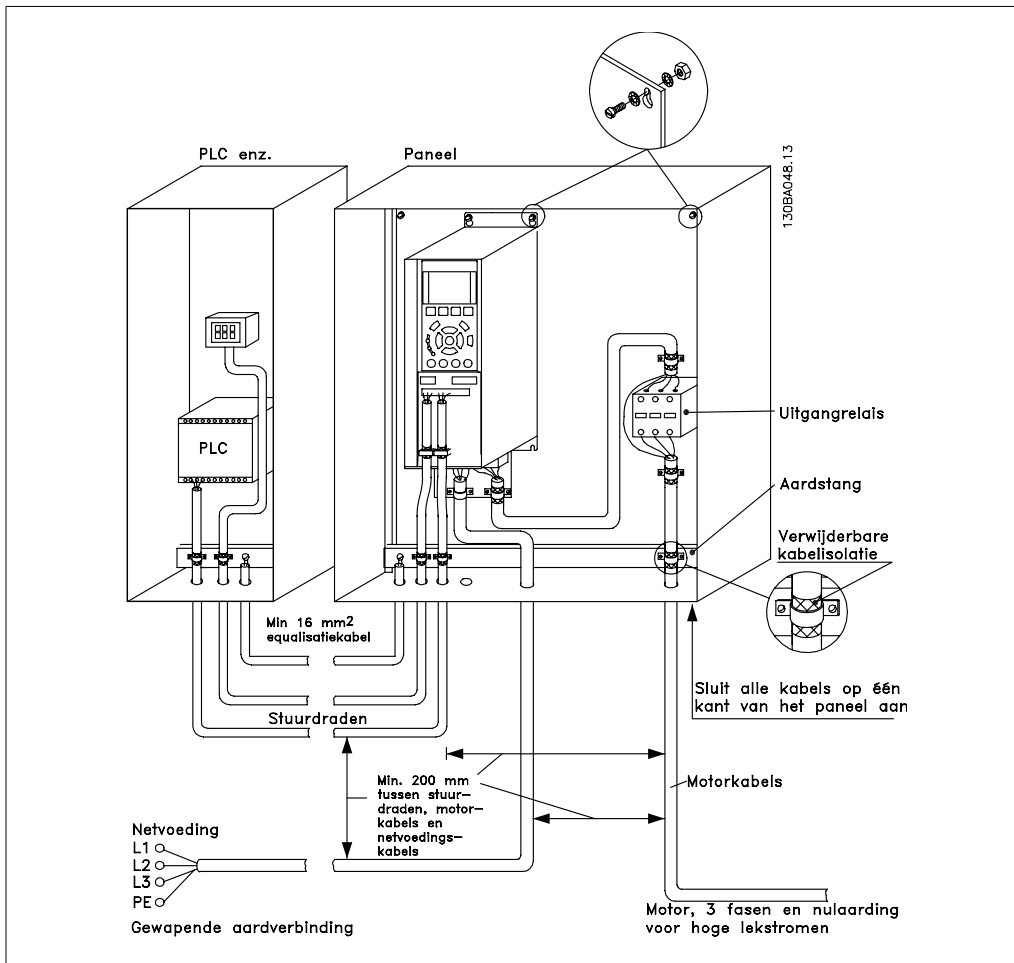 130BA048.13
PLC enz.
Paneel
PLC
Uitgangrelais
Aardstang
Verwijderbare
kabelisolatie
Min 16 mm2
equalisatiekabel
Sluit alle kabels op één
kant van het paneel aan
Stuurdraden
Min. 200 mm
tussen stuur–
draden, motor–
kabels en
netvoedings–
kabels
Motorkabels
Netvoeding
L1
L2
L3
PE
Gewapende aardverbinding
Motor, 3 fasen en nulaarding
voor hoge lekstromen